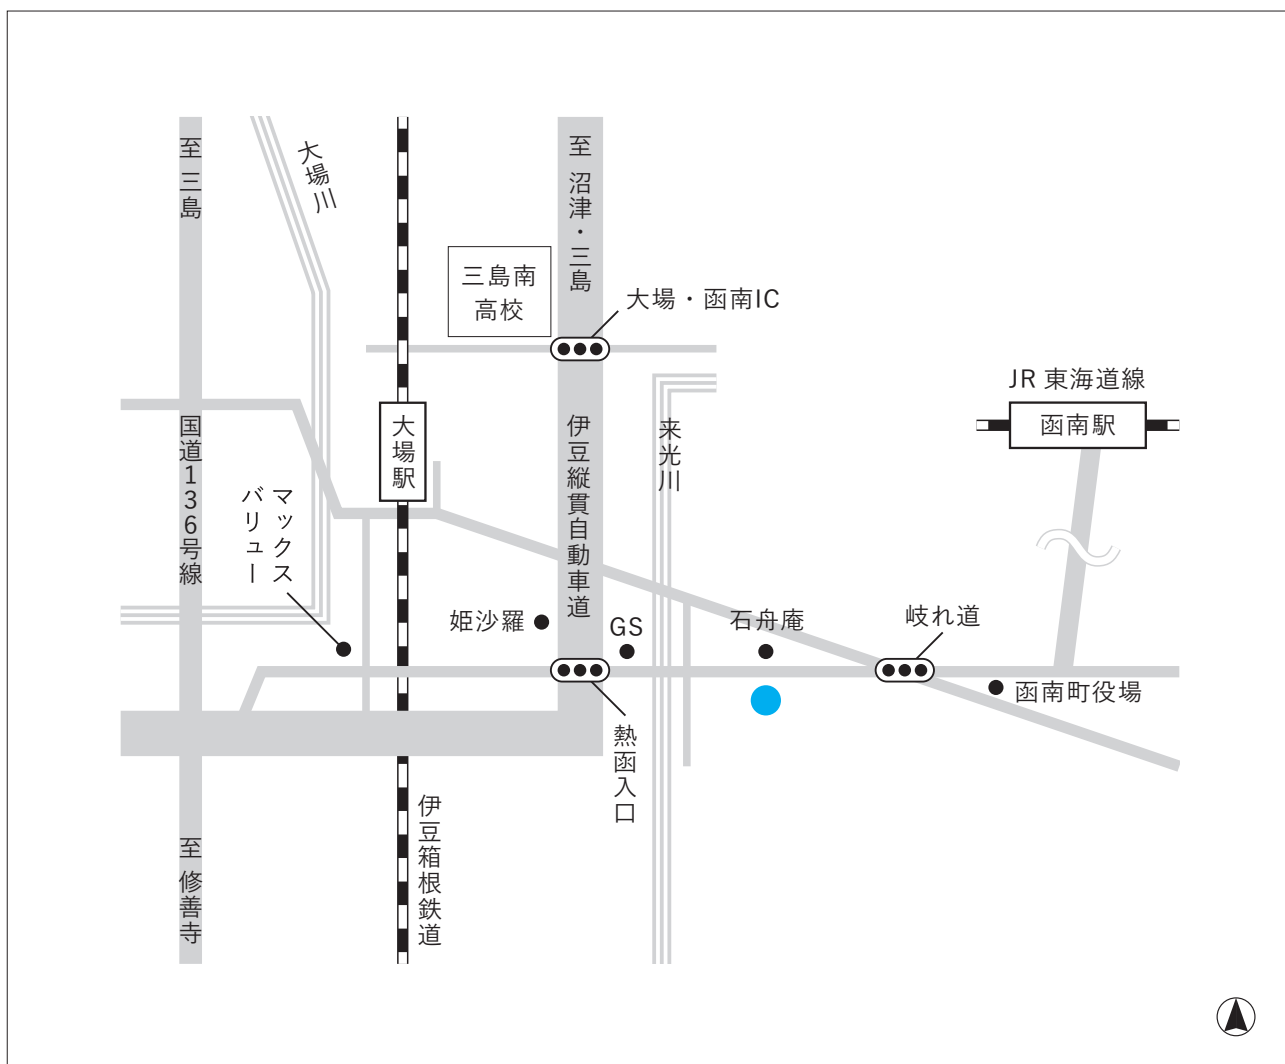 至 三島
大場川
至 沼津・三島
三島南
高校
大場・函南IC
JR 東海道線
函南駅
国道136号線
大場駅
伊豆縦貫自動車道
来光川
マックス
バリュー
姫沙羅
GS
石舟庵
岐れ道
函南町役場
熱函入口
伊豆箱根鉄道
至 修善寺